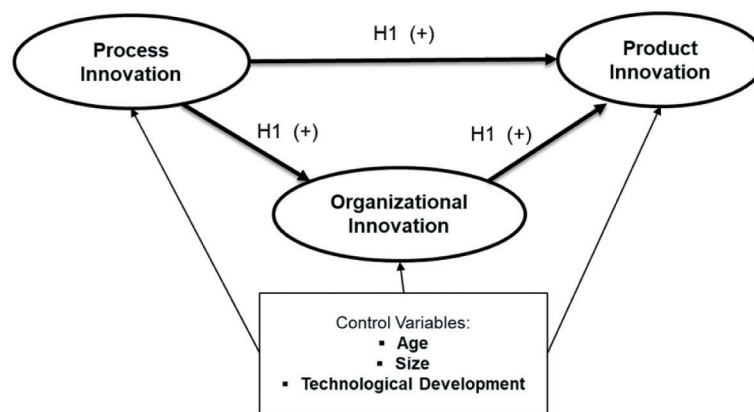 Process
Innovation
H1 (+)
Product
Innovation
H1 (+)
H1 (+)
Organizational
Innovation
Control Variables:
▪ Age
▪ Size
▪ Technological Development